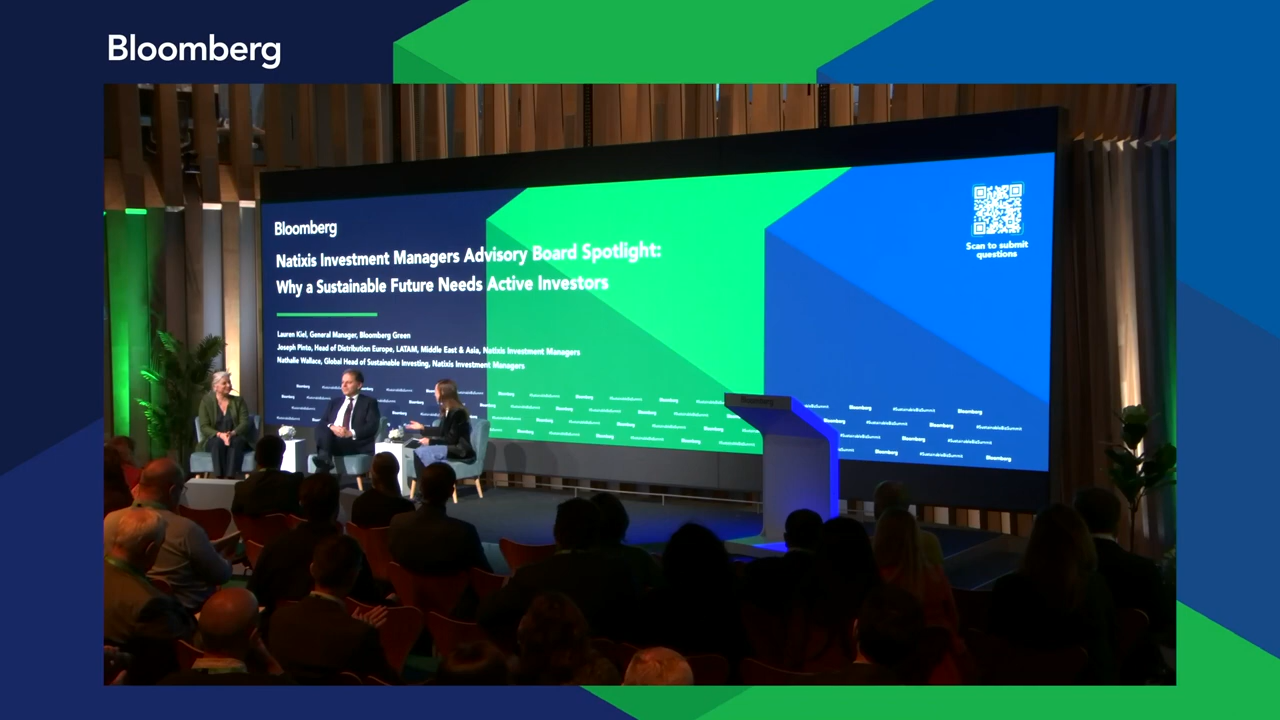 Bloomberg
Bloomberg
Natixis Investment Managers Advisory Board Spotlight:
Why a Sustainable Future Needs Active Investors
Lauren Kiel, General Manager, Bloomberg Green
Joseph Pinto, Head of Distribution Europe, LATAM, Middle East & Asia, Natixis Investment Managers
Nathalie Wallace, Global Head of Sustainable Investing, Natixis Investment Managers
Scan to submit
questions
Bloomberg
#SustainableBizSummit